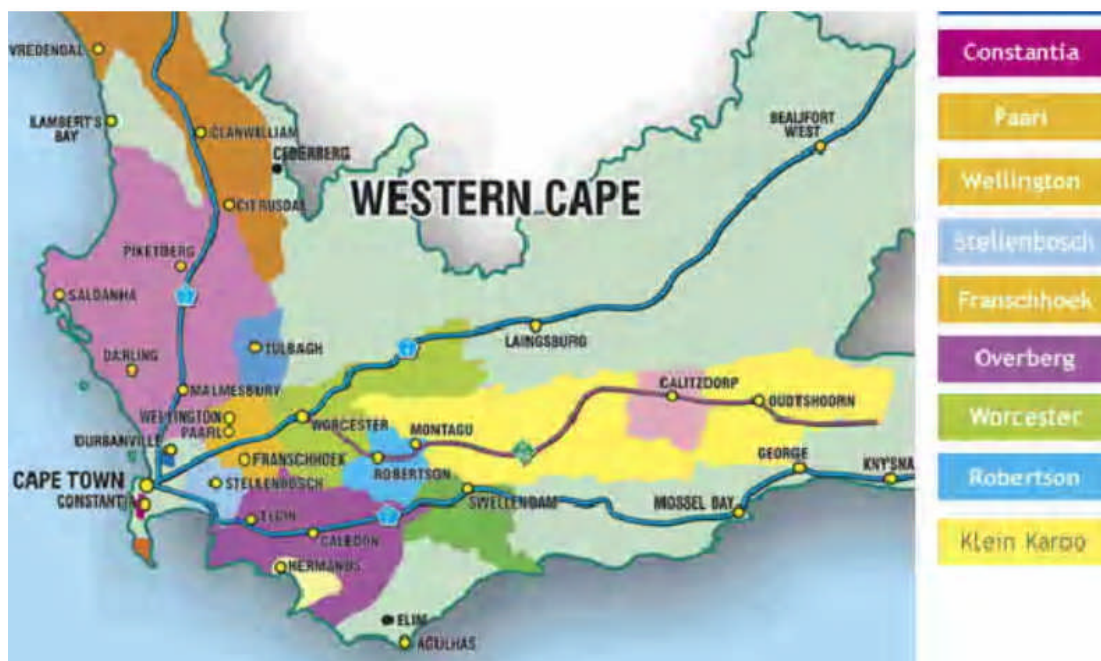 VREDENDAL
LAMBERT'S
BAY
CLANWILLIAM
CEDERBERG
CITRUSDAL
BEAUFORT
WEST
WESTERN CAPE
PIKETBERG
SALDANHA
TULBAGH
LAINGSBURG
DARLING
MALMESBURY
CALITZDORP
OUDTSHOORN
WELLINGTON
PAARL
WORCESTER
MONTAGU
DURBANVILLE
FRANSCHHOEK
ROBERTSON
GEORGE
KNYSNA
CAPE TOWN
STELLENBOSCH
SWELLENDAM
MOSSEL BAY
CONSTANTI
ELGIN
CALEDON
HERMANUS
ELIM
AGULHAS
Constantia
Paarl
Wellington
Stellenbosch
Franschhoek
Overberg
Worcester
Robertson
Klein Karoo